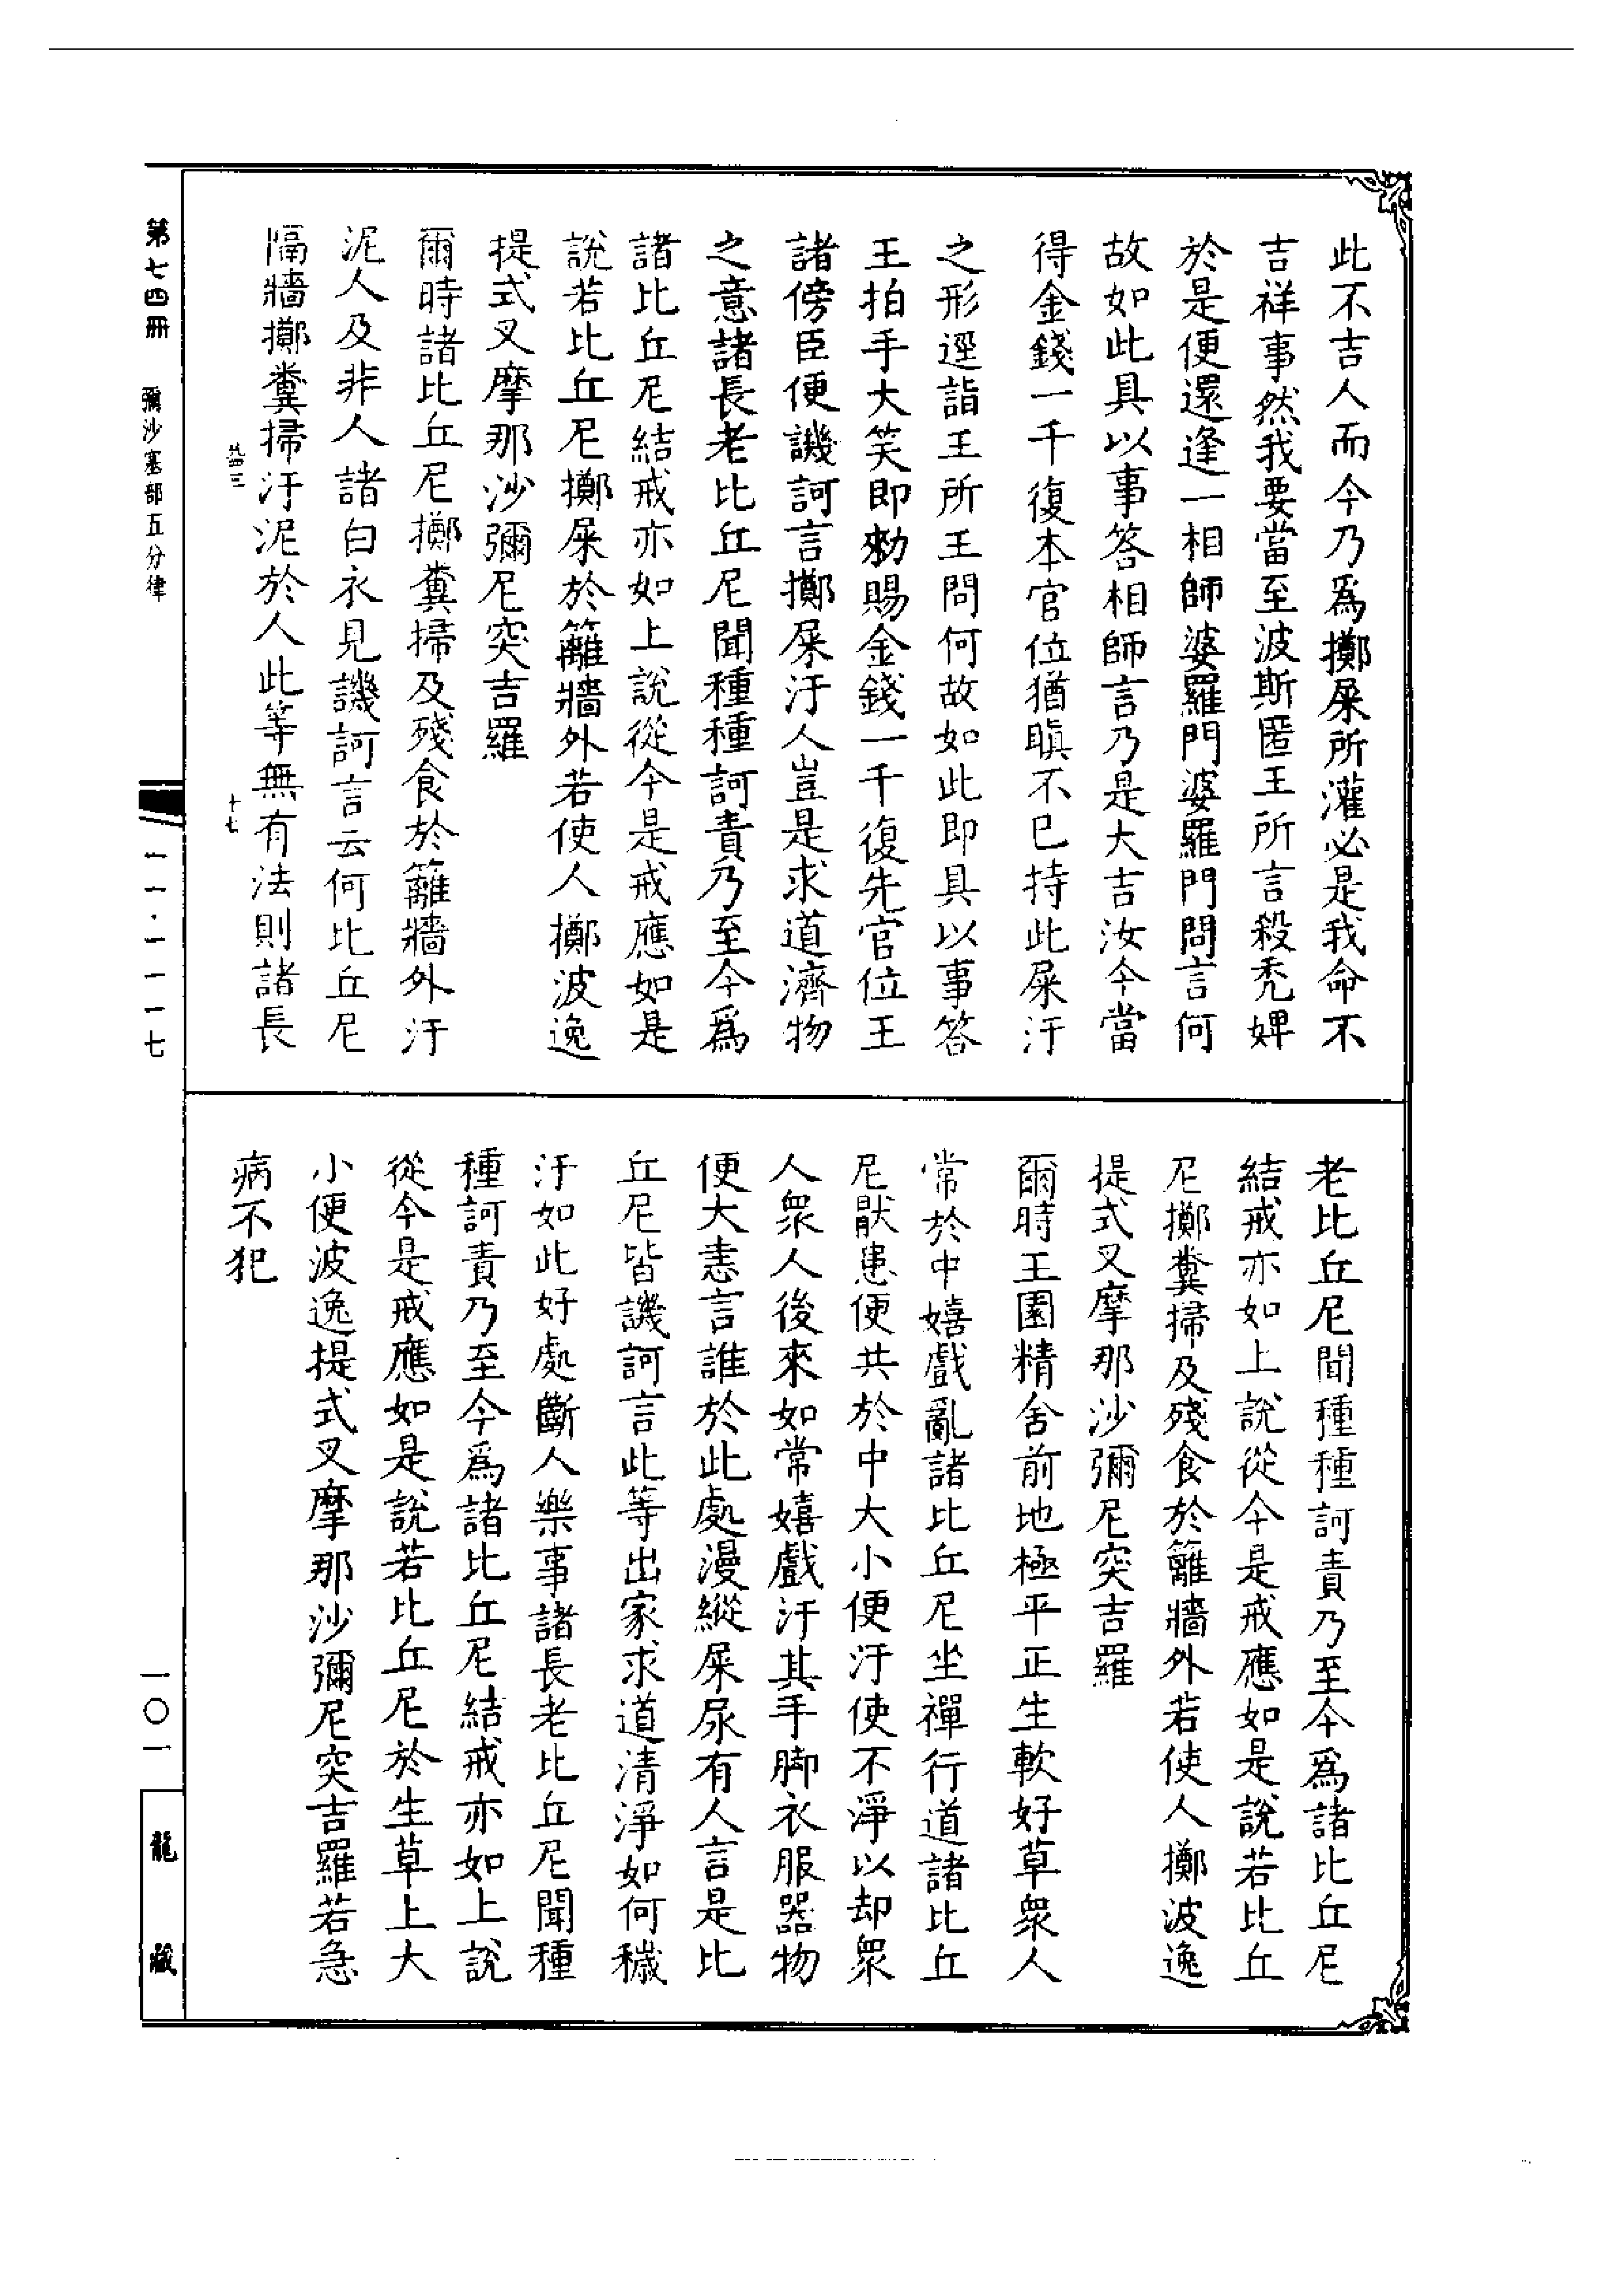 此不吉人而今乃為擲屎所灌必是我命不
吉祥事然我要當至波斯匿王所言殺禿婢
於是便還逢一相師婆羅門婆羅門問言何
故如此具以事答相師言乃是大吉汝今當
得金錢一千復本官位猶瞋不已持此屎汙
之形逕詣王所王問何故如此即具以事答
王拍手大笑即勑賜金錢一千復先官位王
諸傍臣便譏訶言擲屎汙人豈是求道濟物
之意諸長老比丘尼聞種種訶責乃至今為
諸比丘尼結戒亦如上說從今是戒應如是
說若比丘尼擲屎於籬牆外若使人擲波逸
提式叉摩那沙彌尼突吉羅
爾時諸比丘尼擲糞掃及殘食於籬牆外汙
泥人及非人諸白衣見譏訶言云何比丘尼
隔牆擲糞掃汙泥於人此等無有法則諸長
老比丘尼聞種種訶責乃至今為諸比丘尼
結戒亦如上說從今是戒應如是說若比丘
尼擲糞掃及殘食於籬牆外若使人擲波逸
提式叉摩那沙彌尼突吉羅
爾時王園精舍前地極平正生軟好草眾人
常於中嬉戲亂諸比丘尼坐禪行道諸比丘
尼猒患便共於中大小便汙使不淨以却眾
人眾人後來如常嬉戲汙其手脚衣服器物
便大恚言誰於此處漫縱屎尿有人言是比
丘尼皆譏訶言此等出家求道清淨如何穢
汙如此好處斷人樂事諸長老比丘尼聞種
種訶責乃至今為諸比丘尼結戒亦如上說
從今是戒應如是說若比丘尼於生草上大
小便波逸提式叉摩那沙彌尼突吉羅若急
病不犯
第七四冊 彌沙塞部五分律
一一·一一一七
一〇一
龍藏
十七